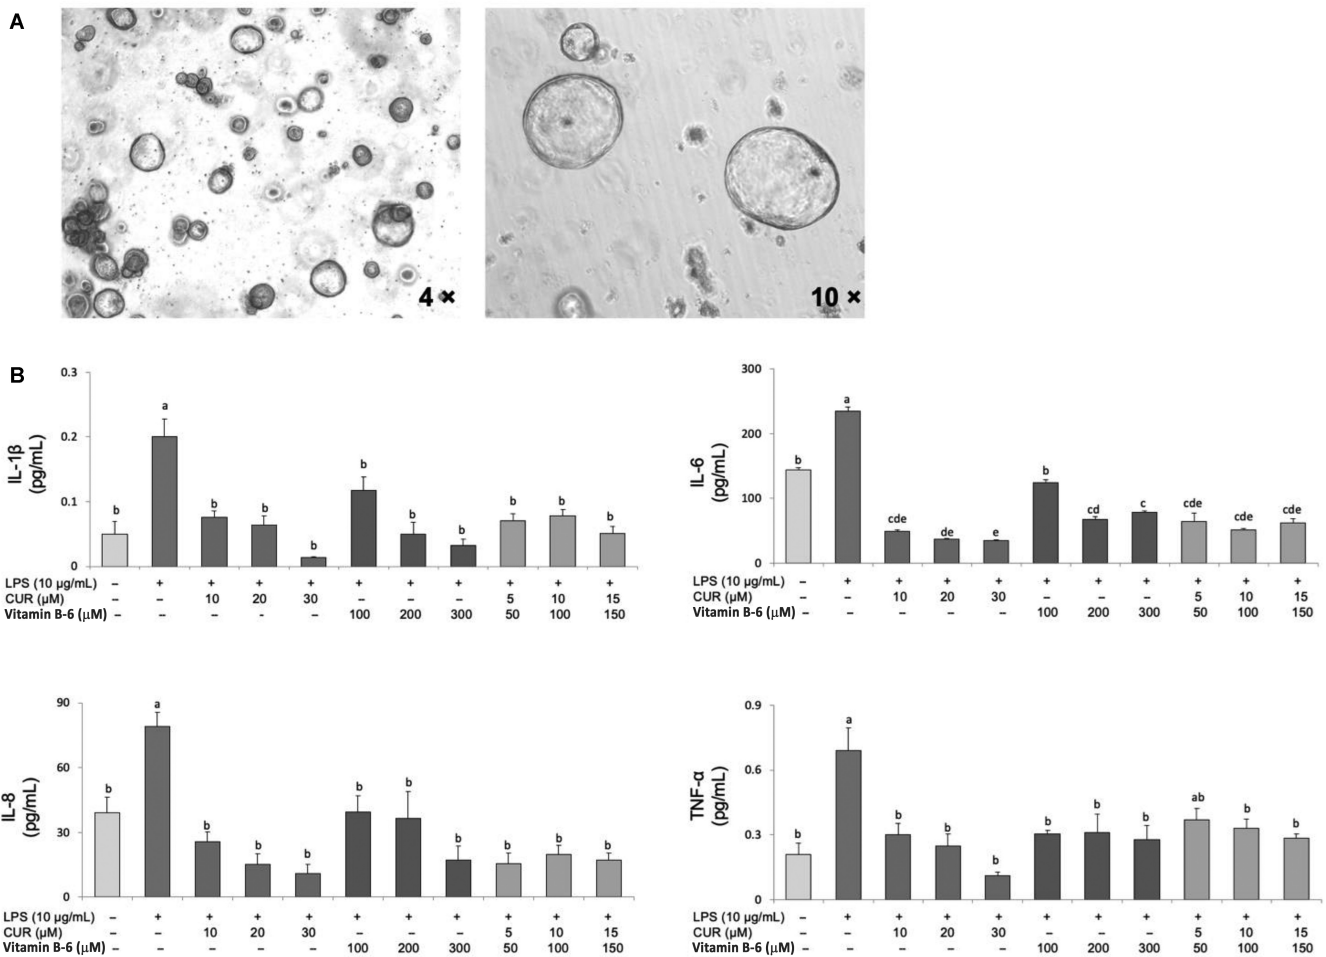 A
4 ×
10 ×
B
IL-1β
(pg/mL)
0.3
0.2
0.1
0
b
a
b
b
b
b
b
b
b
b
b
LPS (10 µg/mL) – + + + + + + + + + +
CUR (µM) – – 10 20 30 – – – 5 10 15
Vitamin B-6 (µM) – – – – – 100 200 300 50 100 150
IL-6
(pg/mL)
300
200
100
0
b
a
cde
de
e
b
cd
c
cde
cde
cde
LPS (10 µg/mL) – + + + + + + + + + +
CUR (µM) – – 10 20 30 – – – 5 10 15
Vitamin B-6 (µM) – – – – – 100 200 300 50 100 150
IL-8
(pg/mL)
90
60
30
0
b
a
b
b
b
b
b
b
b
b
b
LPS (10 µg/mL) – + + + + + + + + + +
CUR (µM) – – 10 20 30 – – – 5 10 15
Vitamin B-6 (µM) – – – – – 100 200 300 50 100 150
TNF-α
(pg/mL)
0.9
0.6
0.3
0
b
a
b
b
b
b
b
b
ab
b
b
LPS (10 µg/mL) – + + + + + + + + + +
CUR (µM) – – 10 20 30 – – – 5 10 15
Vitamin B-6 (µM) – – – – – 100 200 300 50 100 150